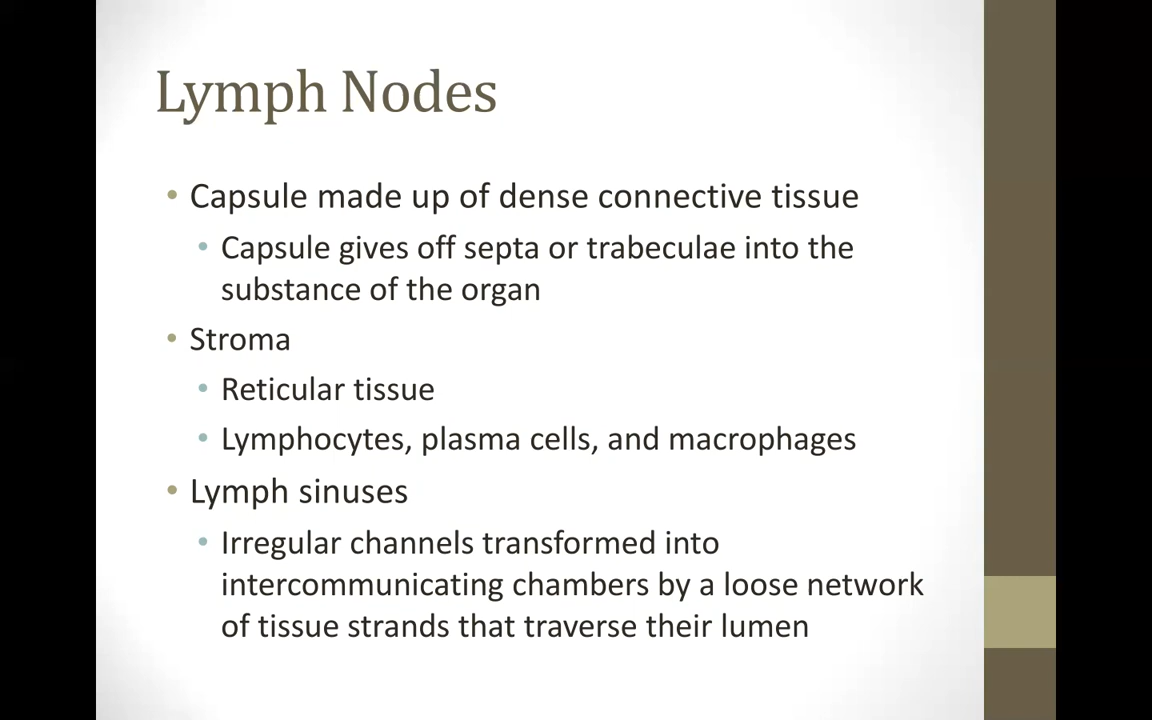 Lymph Nodes
• Capsule made up of dense connective tissue
• Capsule gives off septa or trabeculae into the
substance of the organ
• Stroma
• Reticular tissue
• Lymphocytes, plasma cells, and macrophages
• Lymph sinuses
• Irregular channels transformed into
intercommunicating chambers by a loose network
of tissue strands that traverse their lumen